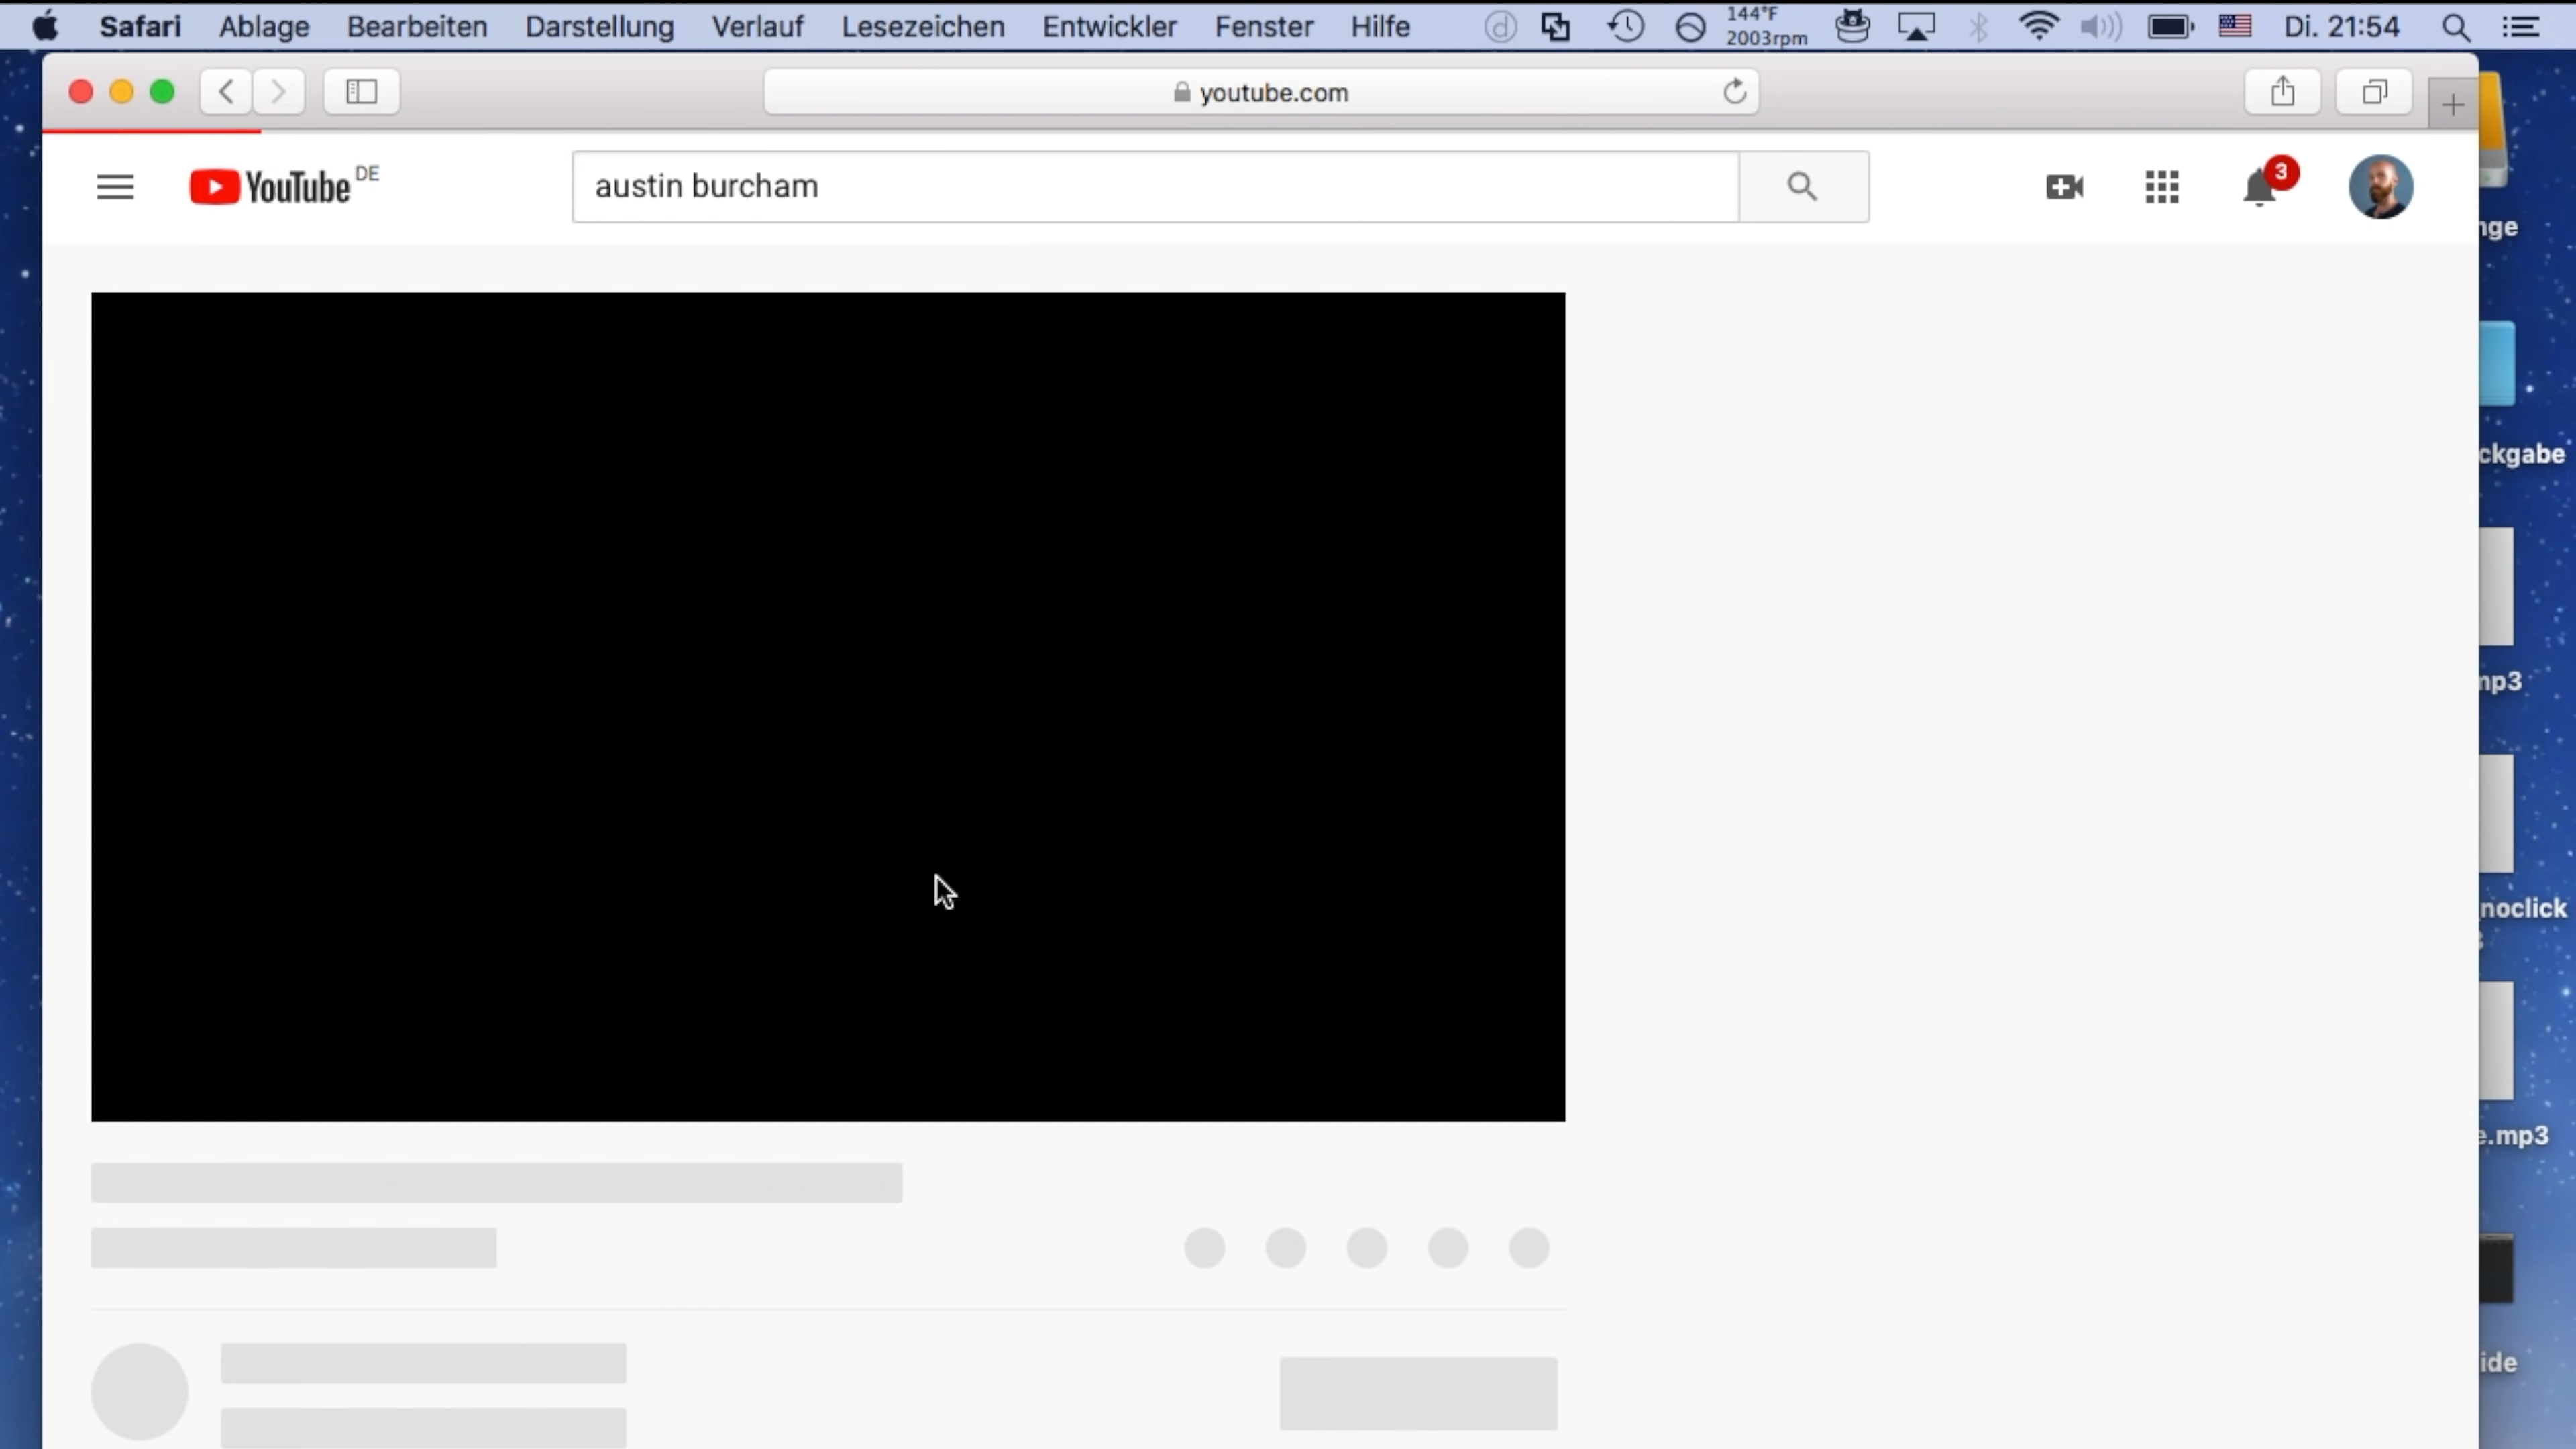 Safari Ablage Bearbeiten Darstellung Verlauf Lesezeichen Entwickler Fenster Hilfe 144°F Di. 21:54
2003rpm
youtube.com
YouTube DE austin burcham 3
nge
ckgabe
mp3
noclick
e.mp3
ide